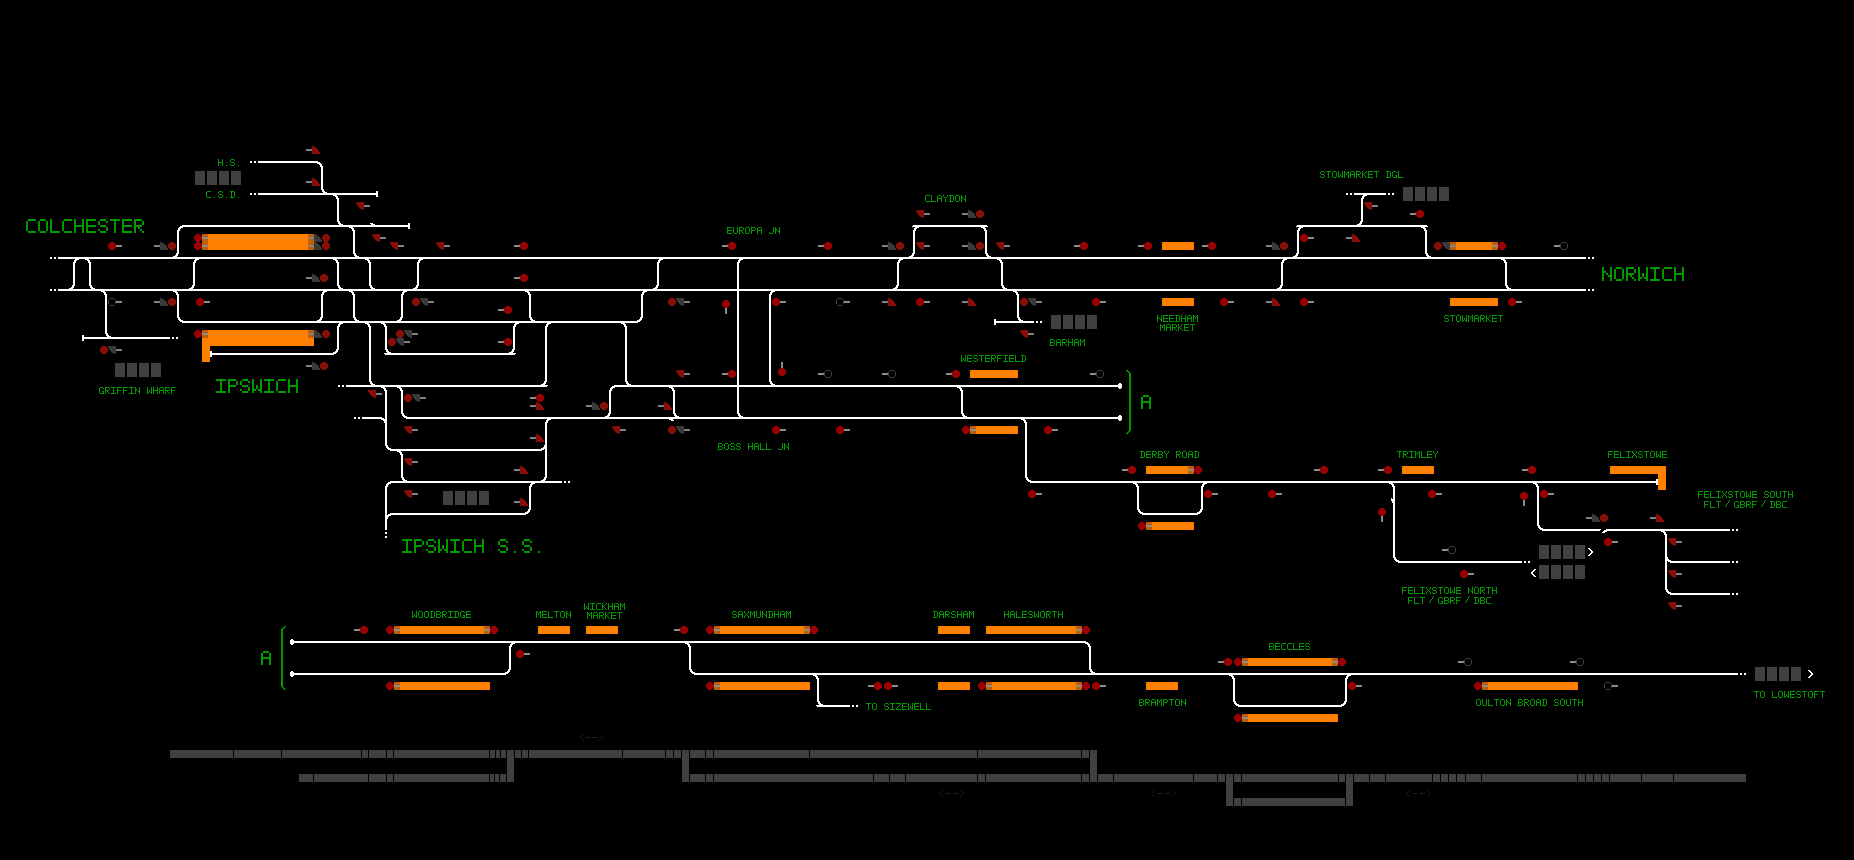 H.S.
STOWMARKET DGL
C.S.D.
CLAYDON
COLCHESTER
EUROPA JN
NORWICH
NEEDHAM
MARKET
STOWMARKET
BARHAM
WESTERFIELD
GRIFFIN WHARF
IPSWICH
A
BOSS HALL JN
DERBY ROAD
TRIMLEY
FELIXSTOWE
FELIXSTOWE SOUTH
FLT / GBRF / DBC
IPSWICH S.S.
>
<
FELIXSTOWE NORTH
FLT / GBRF / DBC
WOODBRIDGE
MELTON
WICKHAM
MARKET
SAXMUNDHAM
DARSHAM
HALESWORTH
A
BECCLES
>
TO LOWESTOFT
BRAMPTON
OULTON BROAD SOUTH
TO SIZEWELL
<-->
<-->
<-->
<-->